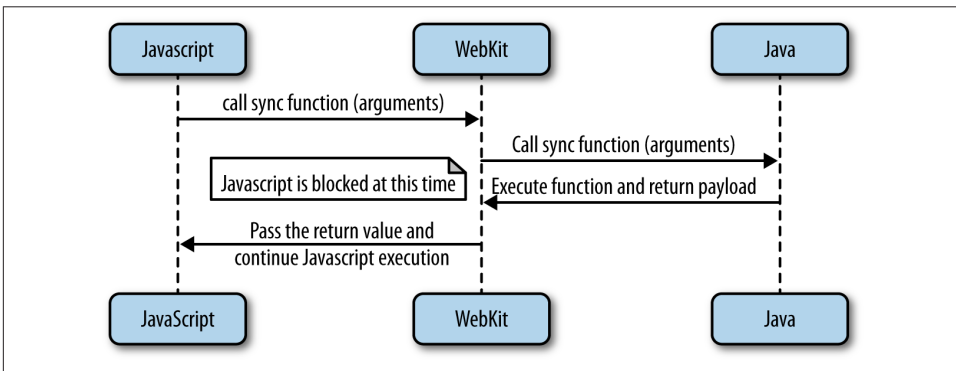 Javascript
WebKit
Java
call sync function (arguments)
Call sync function (arguments)
Javascript is blocked at this time
Execute function and return payload
Pass the return value and
continue Javascript execution
JavaScript
WebKit
Java